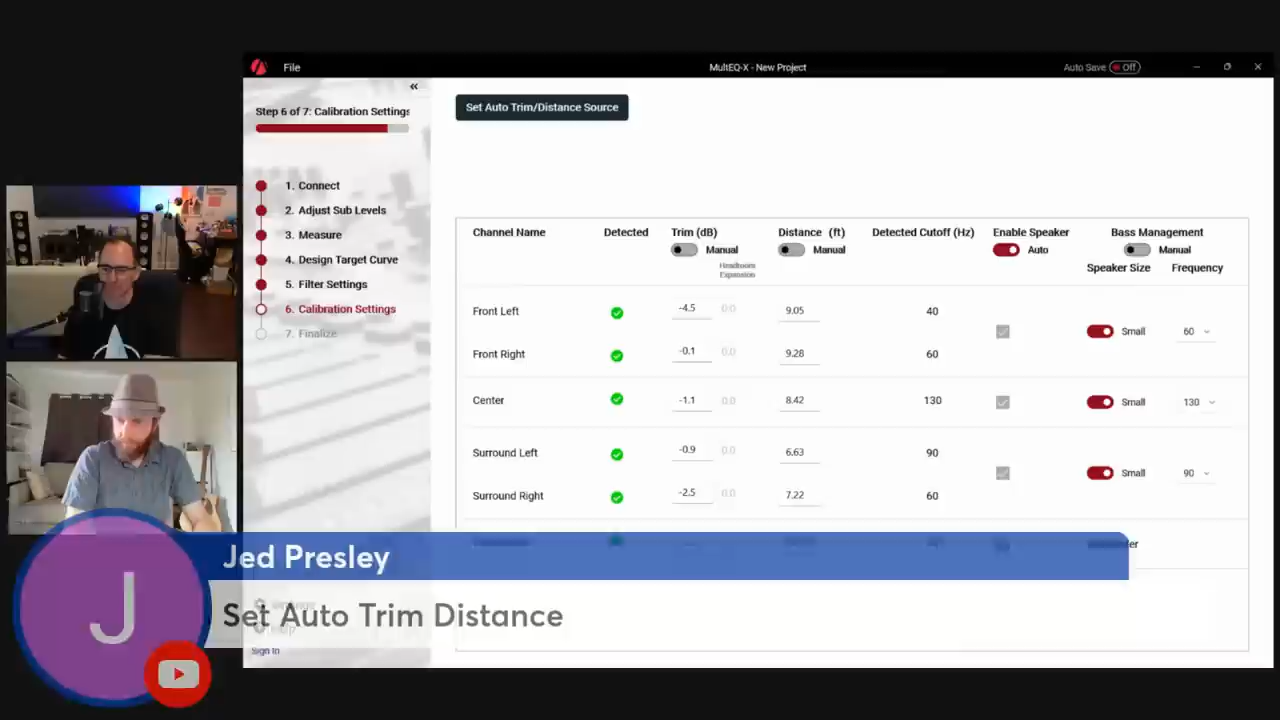 File
MultEQ-X - New Project
Auto Save Off
Step 6 of 7: Calibration Settings
Set Auto Trim/Distance Source
1. Connect
2. Adjust Sub Levels
3. Measure
4. Design Target Curve
5. Filter Settings
6. Calibration Settings
7. Finalize
Channel Name Detected Trim (dB) Distance (ft) Detected Cutoff (Hz) Enable Speaker Bass Management
Manual Manual Auto Manual
Headroom Expansion
Speaker Size Frequency
Front Left -4.5 0.0 9.05 40
Small 60
Front Right -0.1 0.0 9.28 60
Center -1.1 0.0 8.42 130 Small 130
Surround Left -0.9 0.0 6.63 90
Small 90
Surround Right -2.5 0.0 7.22 60
J
Jed Presley
Set Auto Trim Distance
Sign In